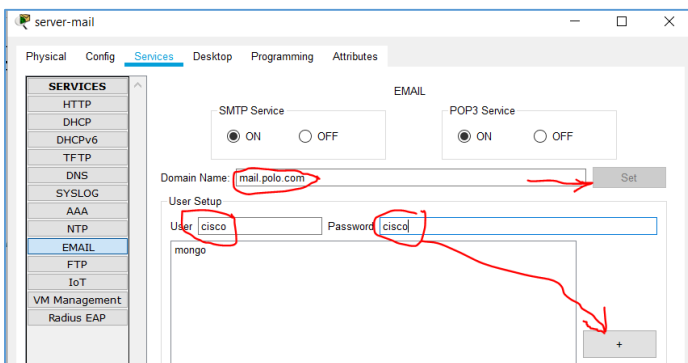 server-mail
Physical Config Services Desktop Programming Attributes
SERVICES
HTTP
DHCP
DHCPv6
TFTP
DNS
SYSLOG
AAA
NTP
EMAIL
FTP
IoT
VM Management
Radius EAP
EMAIL
SMTP Service
ON OFF
POP3 Service
ON OFF
Domain Name: mail.polo.com Set
User Setup
User cisco Password cisco
mongo
+